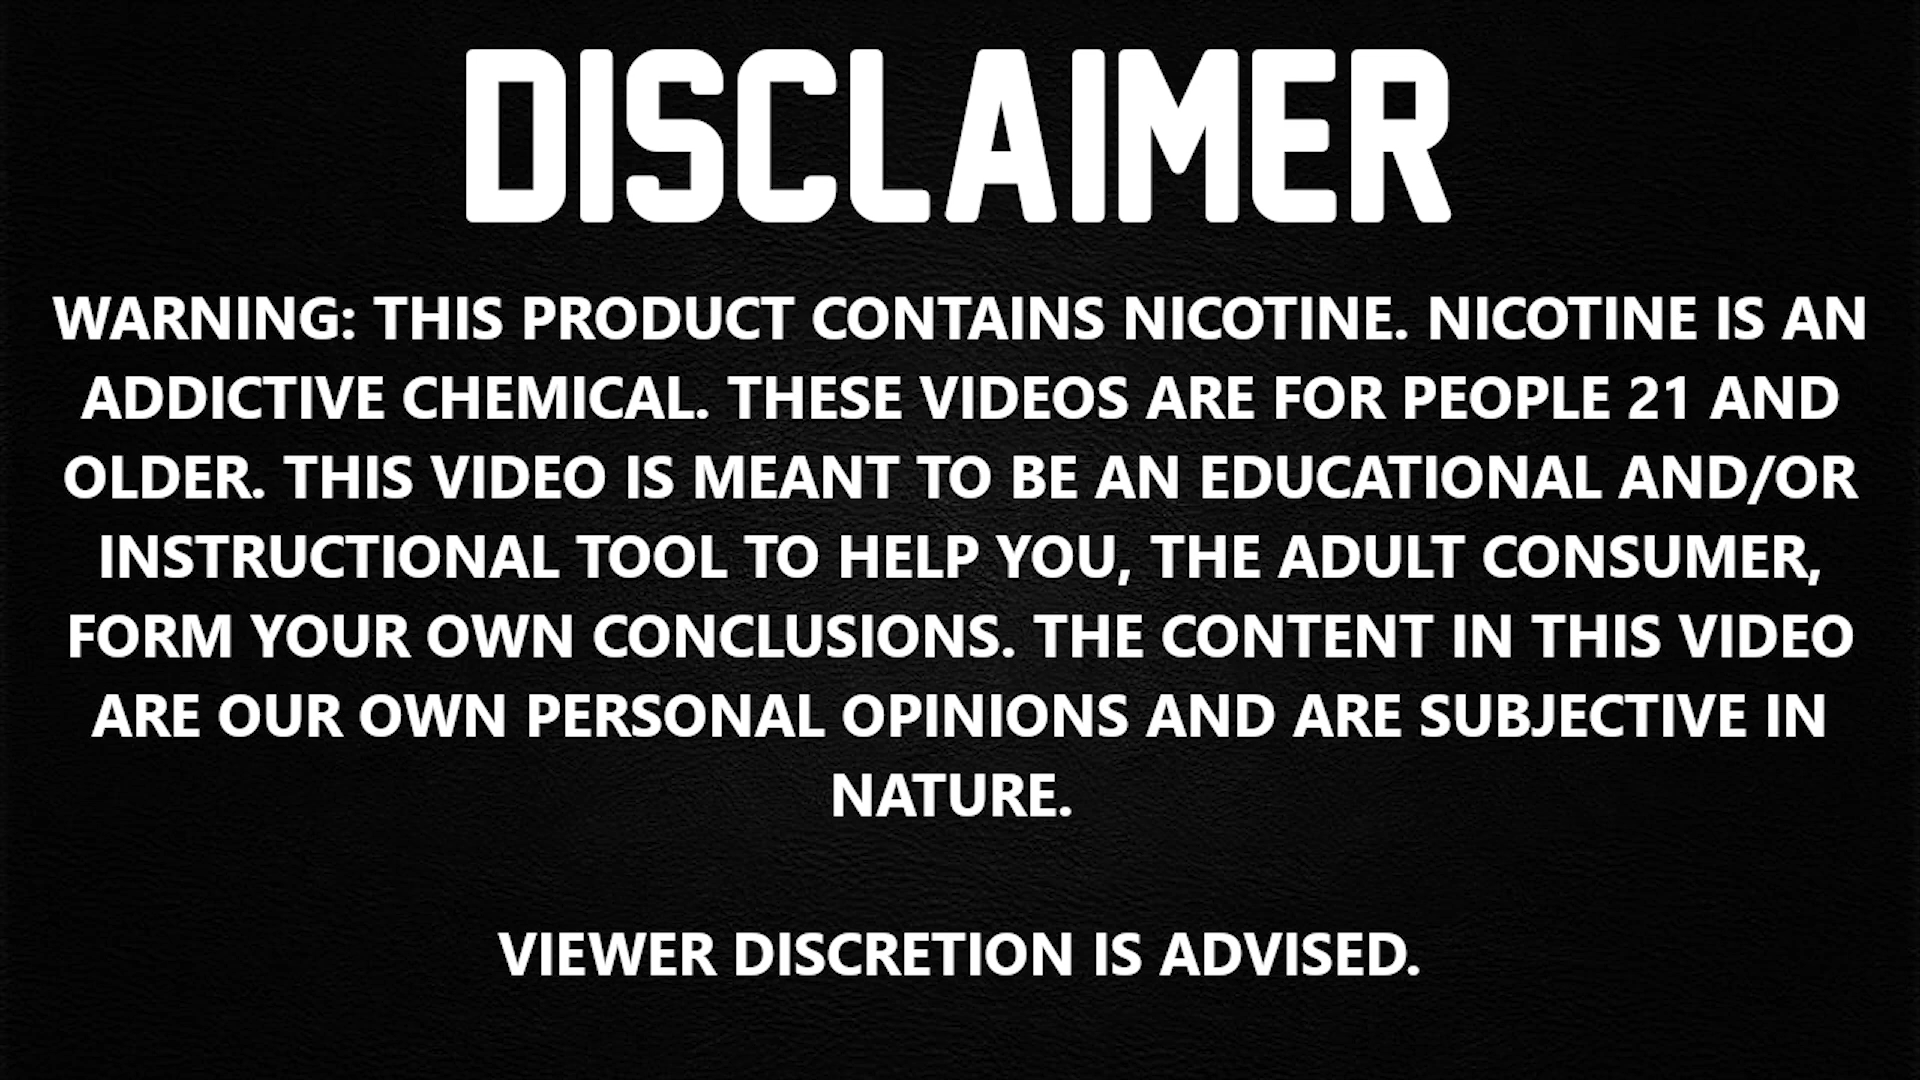 DISCLAIMER
WARNING: THIS PRODUCT CONTAINS NICOTINE. NICOTINE IS AN
ADDICTIVE CHEMICAL. THESE VIDEOS ARE FOR PEOPLE 21 AND
OLDER. THIS VIDEO IS MEANT TO BE AN EDUCATIONAL AND/OR
INSTRUCTIONAL TOOL TO HELP YOU, THE ADULT CONSUMER,
FORM YOUR OWN CONCLUSIONS. THE CONTENT IN THIS VIDEO
ARE OUR OWN PERSONAL OPINIONS AND ARE SUBJECTIVE IN
NATURE.
VIEWER DISCRETION IS ADVISED.